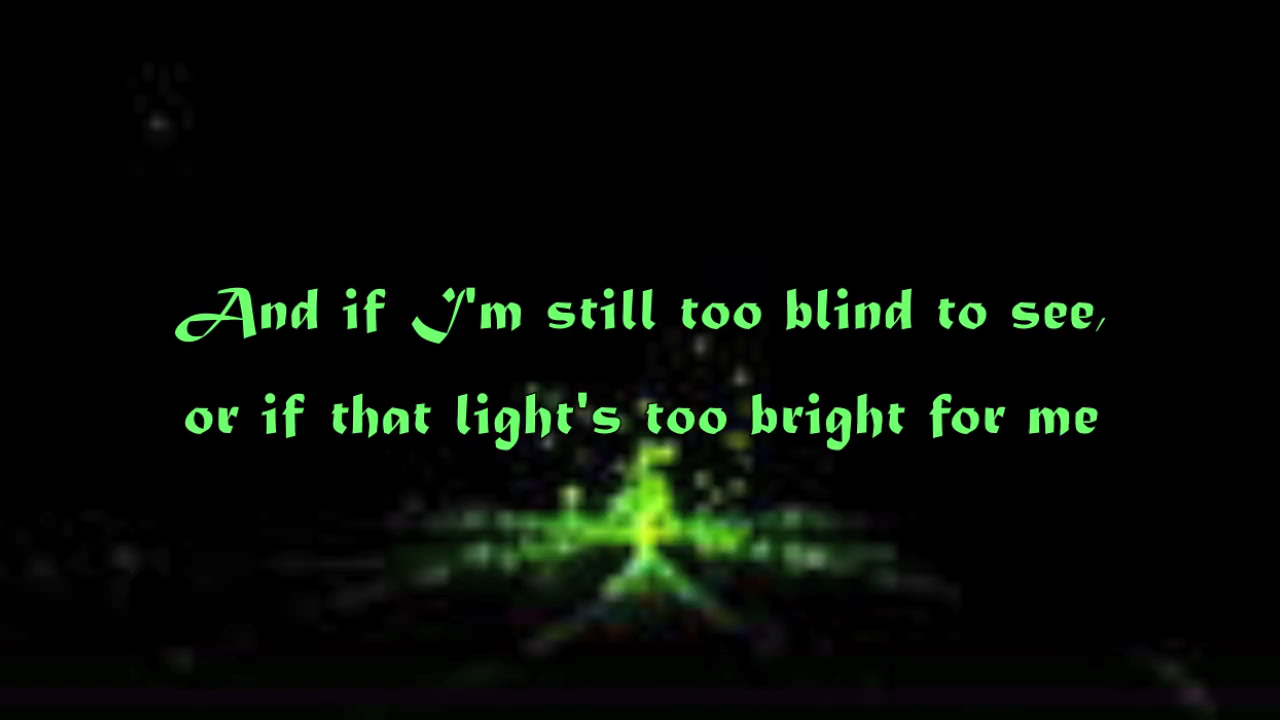 And if I'm still too blind to see,
or if that light's too bright for me